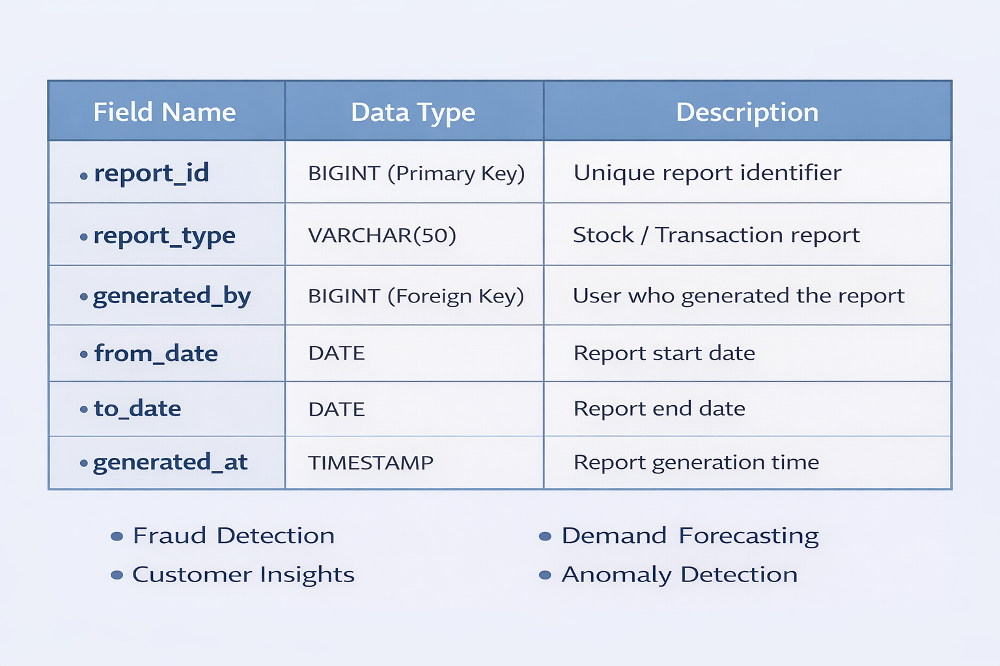 Field Name Data Type Description
• report_id BIGINT (Primary Key) Unique report identifier
• report_type VARCHAR(50) Stock / Transaction report
• generated_by BIGINT (Foreign Key) User who generated the report
• from_date DATE Report start date
• to_date DATE Report end date
• generated_at TIMESTAMP Report generation time
• Fraud Detection • Demand Forecasting
• Customer Insights • Anomaly Detection